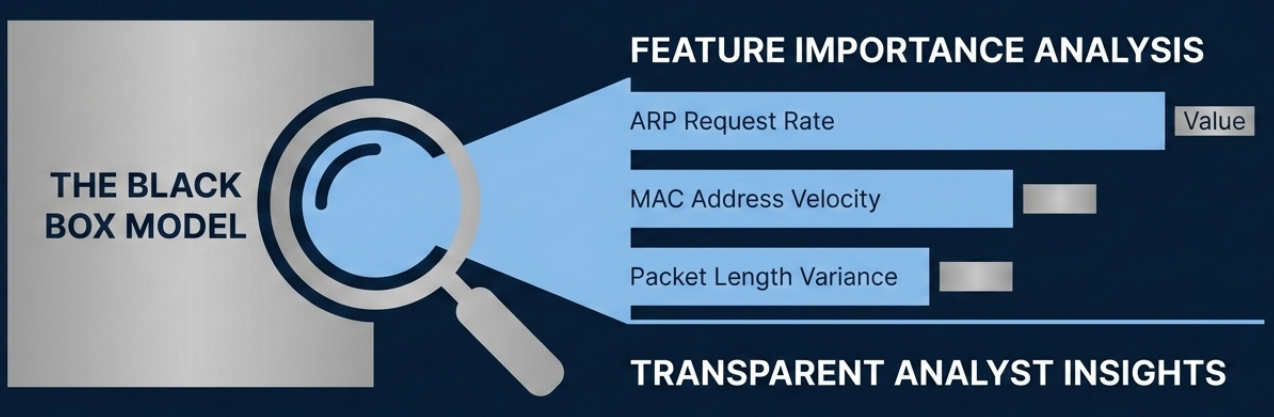 THE BLACK
BOX MODEL
FEATURE IMPORTANCE ANALYSIS
ARP Request Rate
Value
MAC Address Velocity
Packet Length Variance
TRANSPARENT ANALYST INSIGHTS